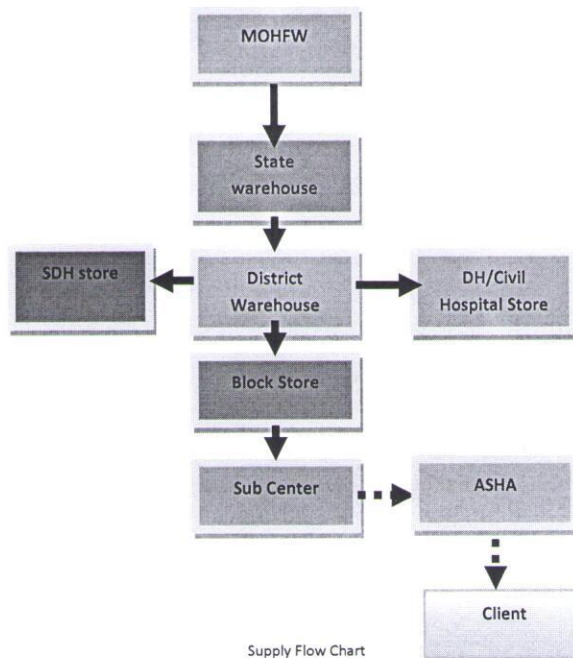 MOHFW
State
warehouse
SDH store
District
Warehouse
DH/Civil
Hospital Store
Block Store
Sub Center
ASHA
Client
Supply Flow Chart